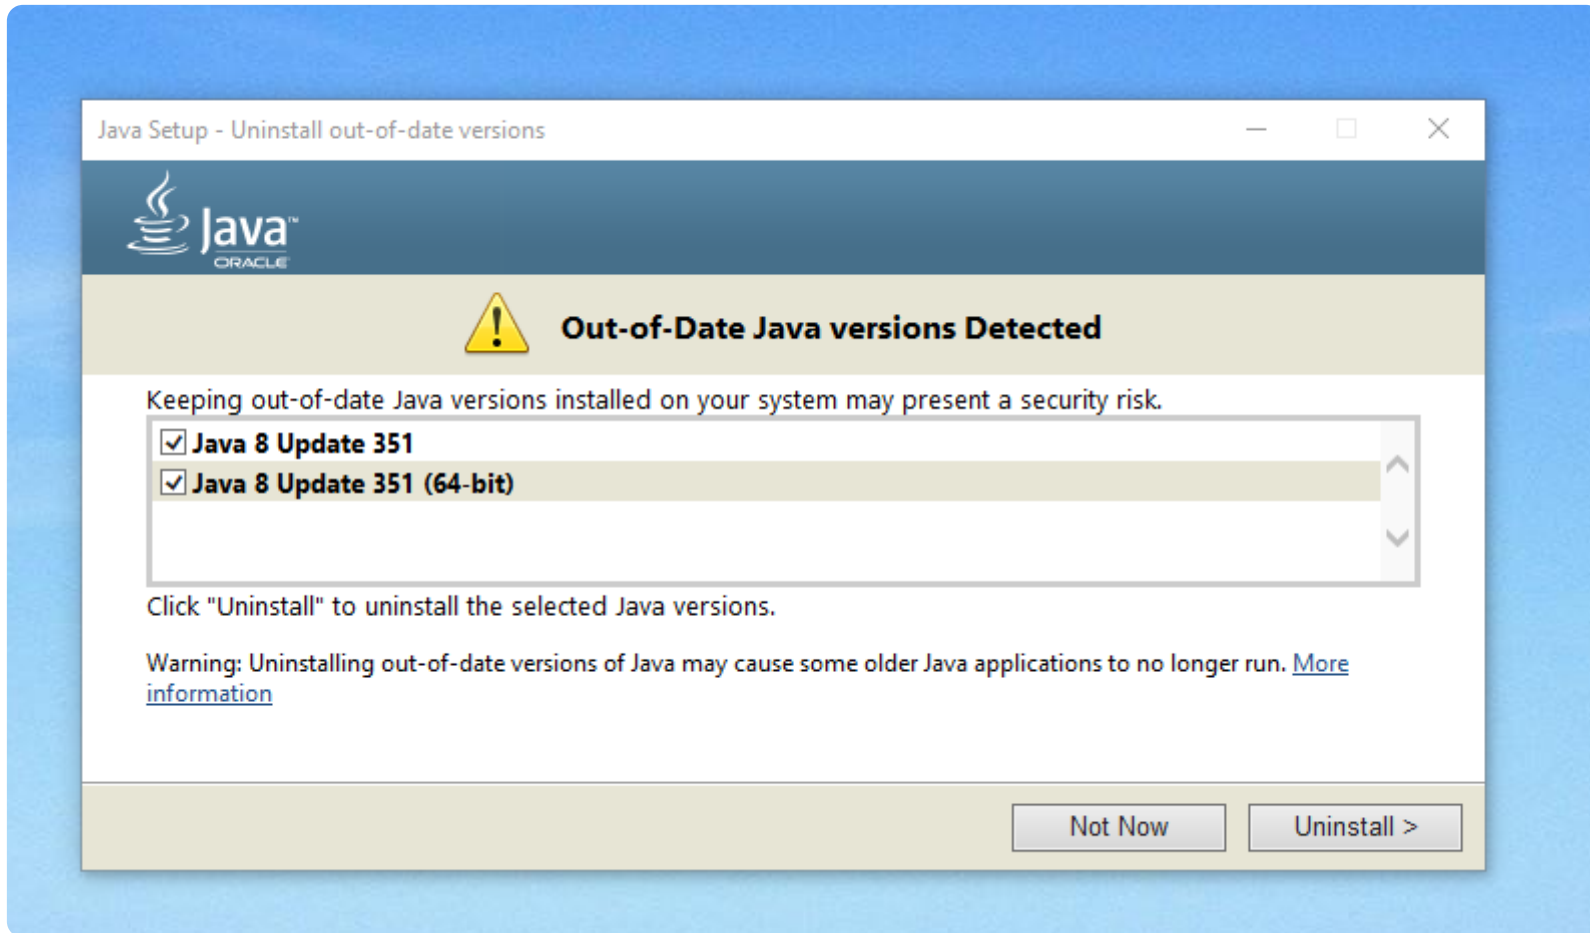 Java Setup - Uninstall out-of-date versions
Java™
ORACLE
Out-of-Date Java versions Detected
Keeping out-of-date Java versions installed on your system may present a security risk.
Java 8 Update 351
Java 8 Update 351 (64-bit)
Click "Uninstall" to uninstall the selected Java versions.
Warning: Uninstalling out-of-date versions of Java may cause some older Java applications to no longer run. More
information
Not Now
Uninstall >